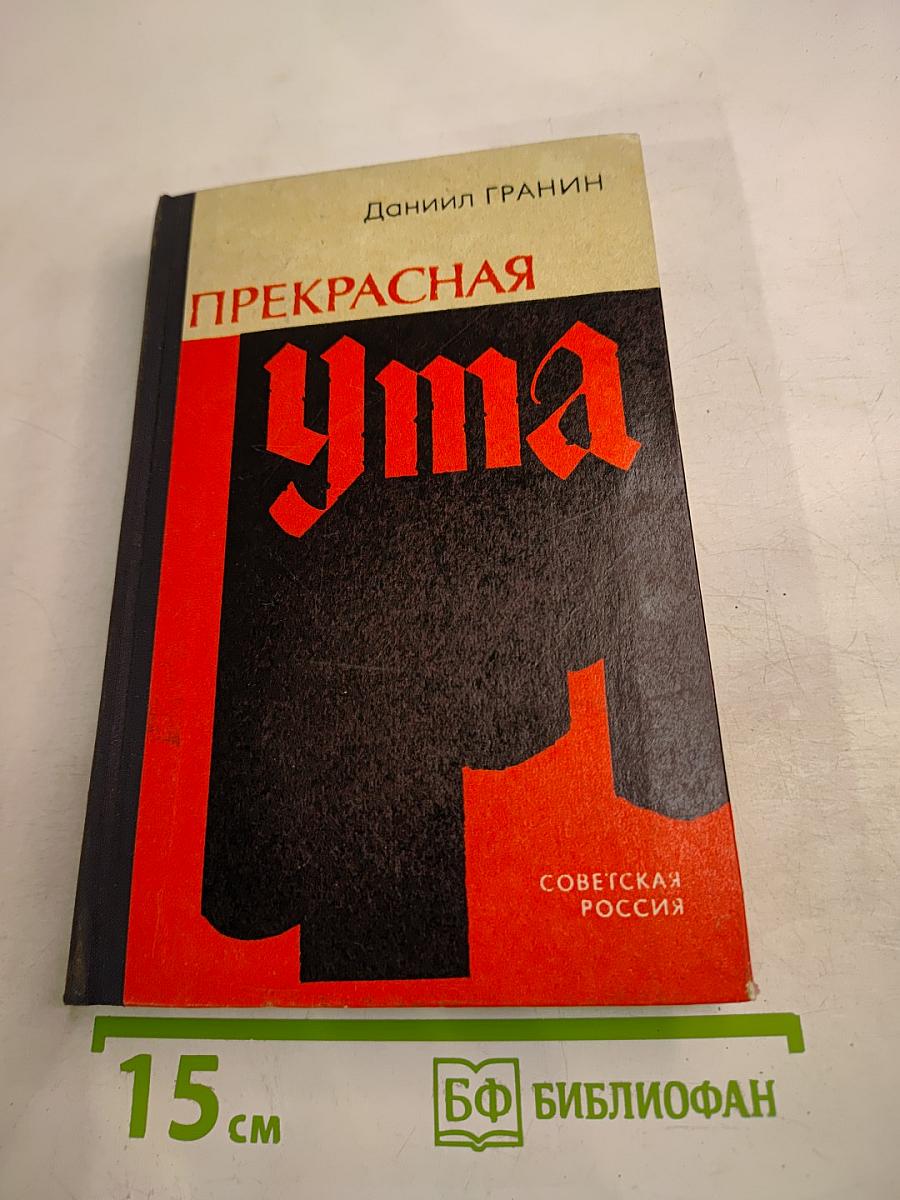 Даниил ГРАНИН
ПРЕКРАСНАЯ
Ута
СОВЕТСКАЯ
РОССИЯ
15 см
БФ БИБЛИОФАН